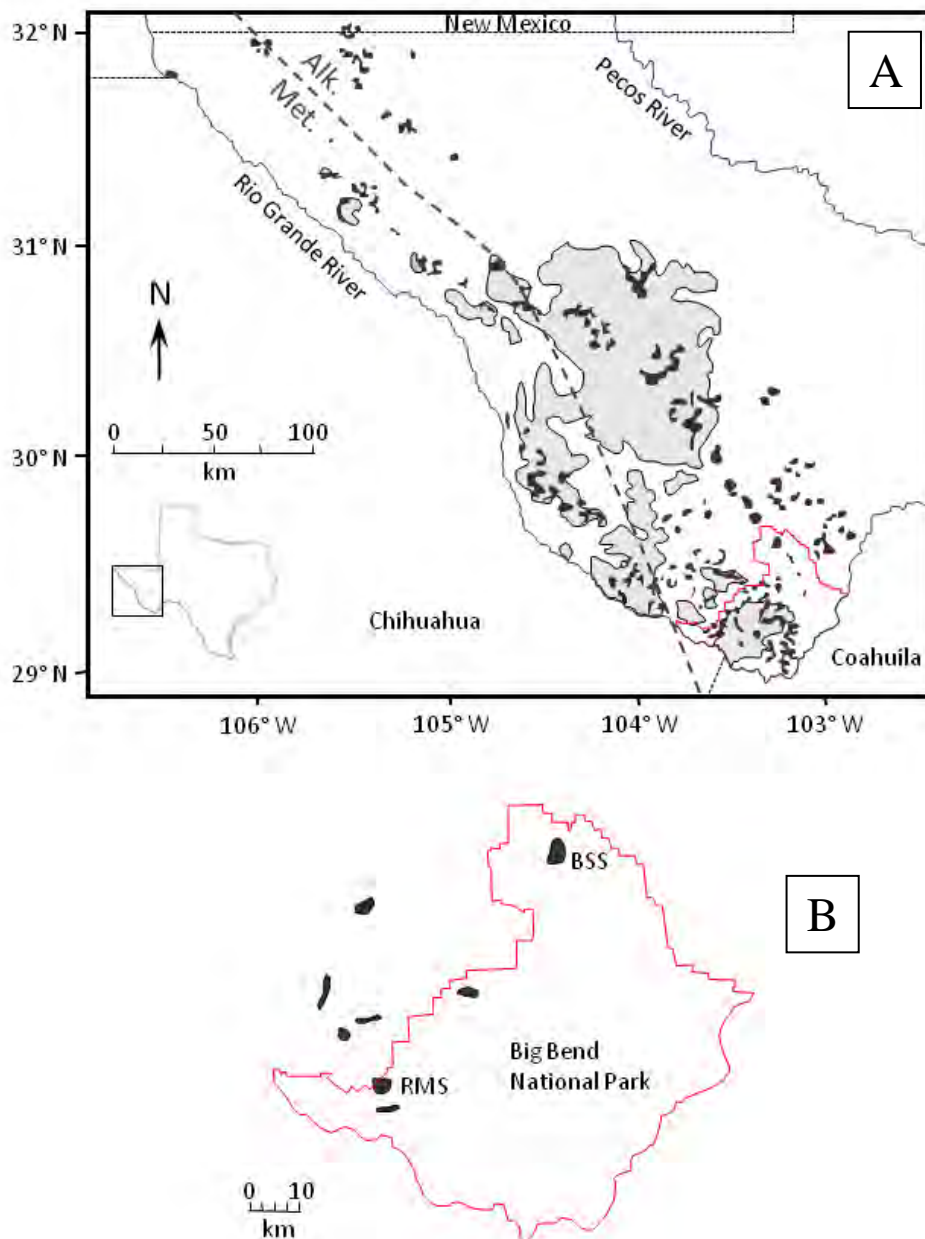 32°N
New Mexico
A
Alk.
Met.
Pecos River
Rio Grande River
31°N
N
0 50 100
km
30°N
Chihuahua
Coahuila
29°N
106°W 105°W 104°W 103°W
BSS
B
Big Bend
National Park
RMS
0 10
km